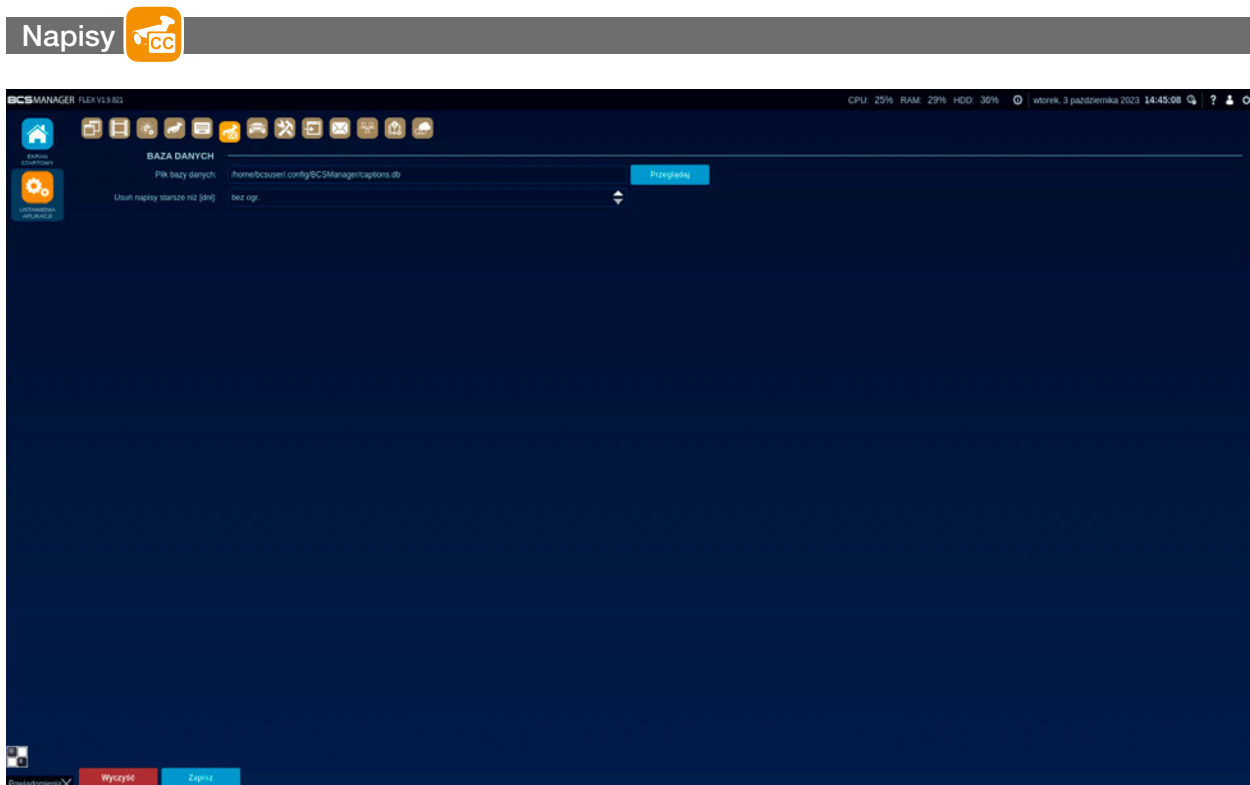 Napisy CC
BCSMANAGER FLEX V1.9.821 CPU: 25% RAM: 29% HDD: 36% wtorek, 3 października 2023 14:45:08 ?
EKRAN
STARTOWY
BAZA DANYCH
Plik bazy danych: /home/bcsuser/.config/BCSManager/captions.db Przeglądaj
USTAWIENIA
APLIKACJI
Usuń napisy starsze niż [dni]: bez ogr.
Powiadomienia
Wyczyść Zapisz